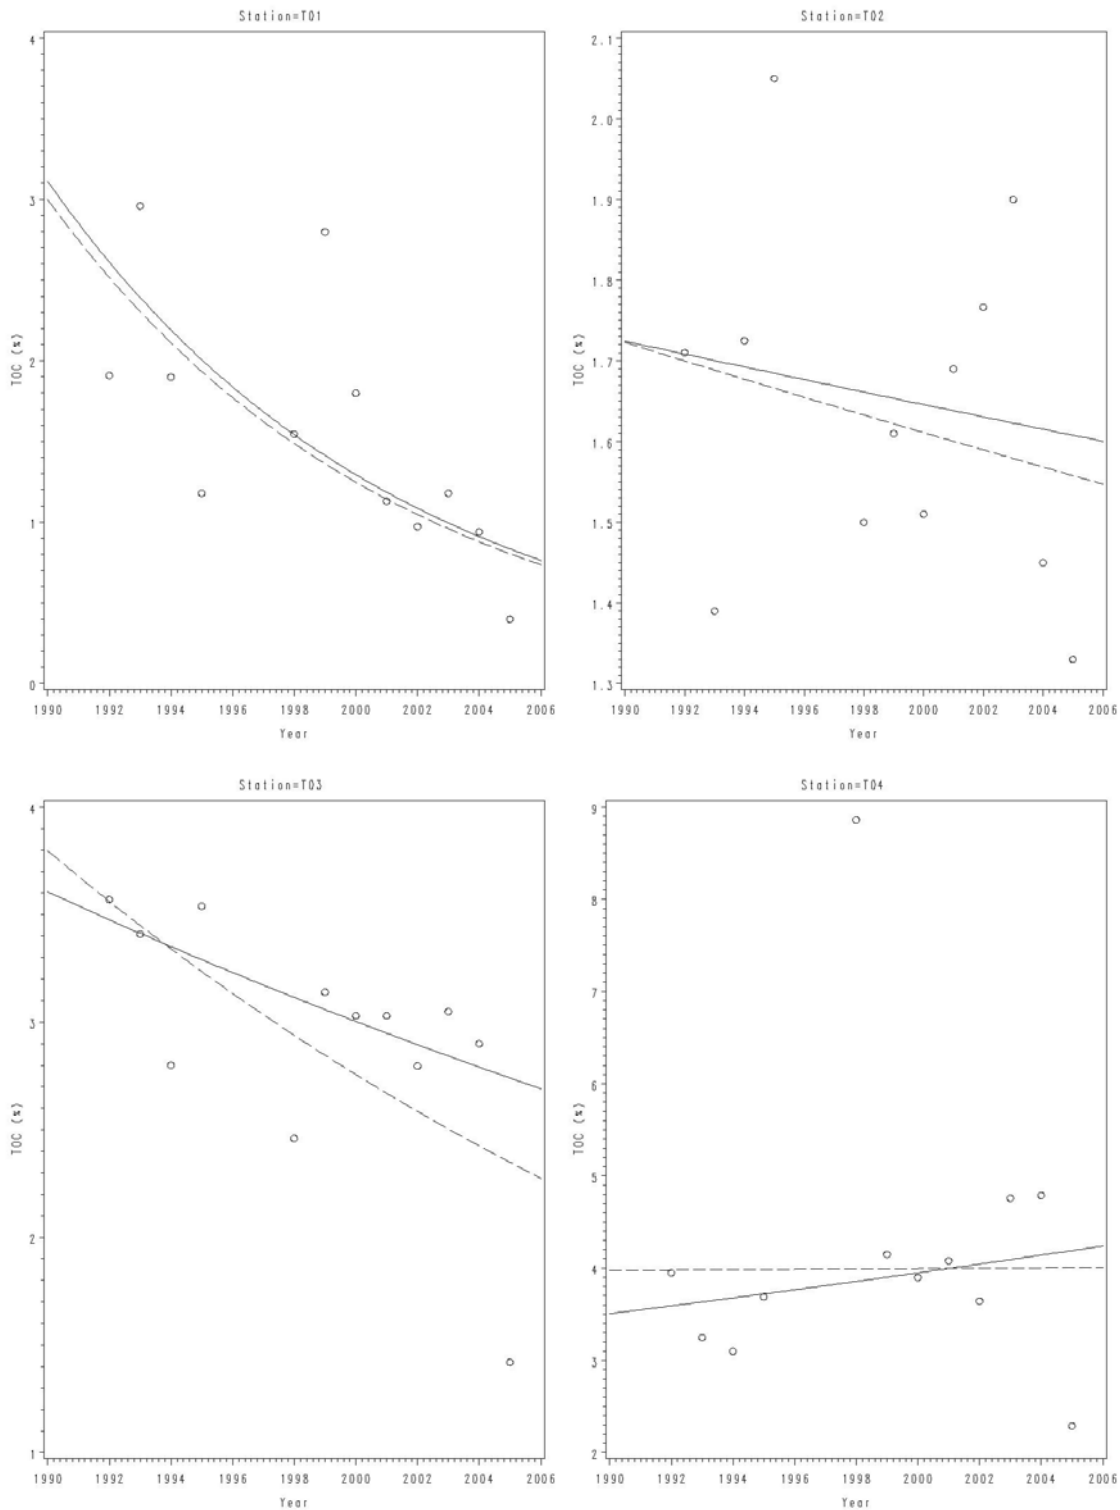 Station=T01
4
3
2
1
0
TOC (%)
1990 1992 1994 1996 1998 2000 2002 2004 2006
Year
Station=T02
2.1
2.0
1.9
1.8
1.7
1.6
1.5
1.4
1.3
TOC (%)
1990 1992 1994 1996 1998 2000 2002 2004 2006
Year
Station=T03
4
3
2
1
TOC (%)
1990 1992 1994 1996 1998 2000 2002 2004 2006
Year
Station=T04
9
8
7
6
5
4
3
2
TOC (%)
1990 1992 1994 1996 1998 2000 2002 2004 2006
Year